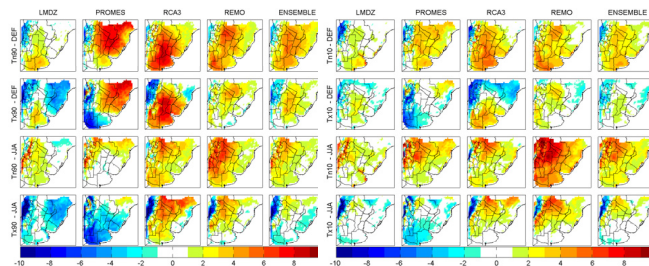 LMDZ PROMES RCA3 REMO ENSEMBLE LMDZ PROMES RCA3 REMO ENSEMBLE
Tn90 - DEF Tn10 - DEF
Tx90 - DEF Tx10 - DEF
Tn90 - JJA Tn10 - JJA
Tx90 - JJA Tx10 - JJA
-10 -8 -6 -4 -2 0 2 4 6 8 -10 -8 -6 -4 -2 0 2 4 6 8